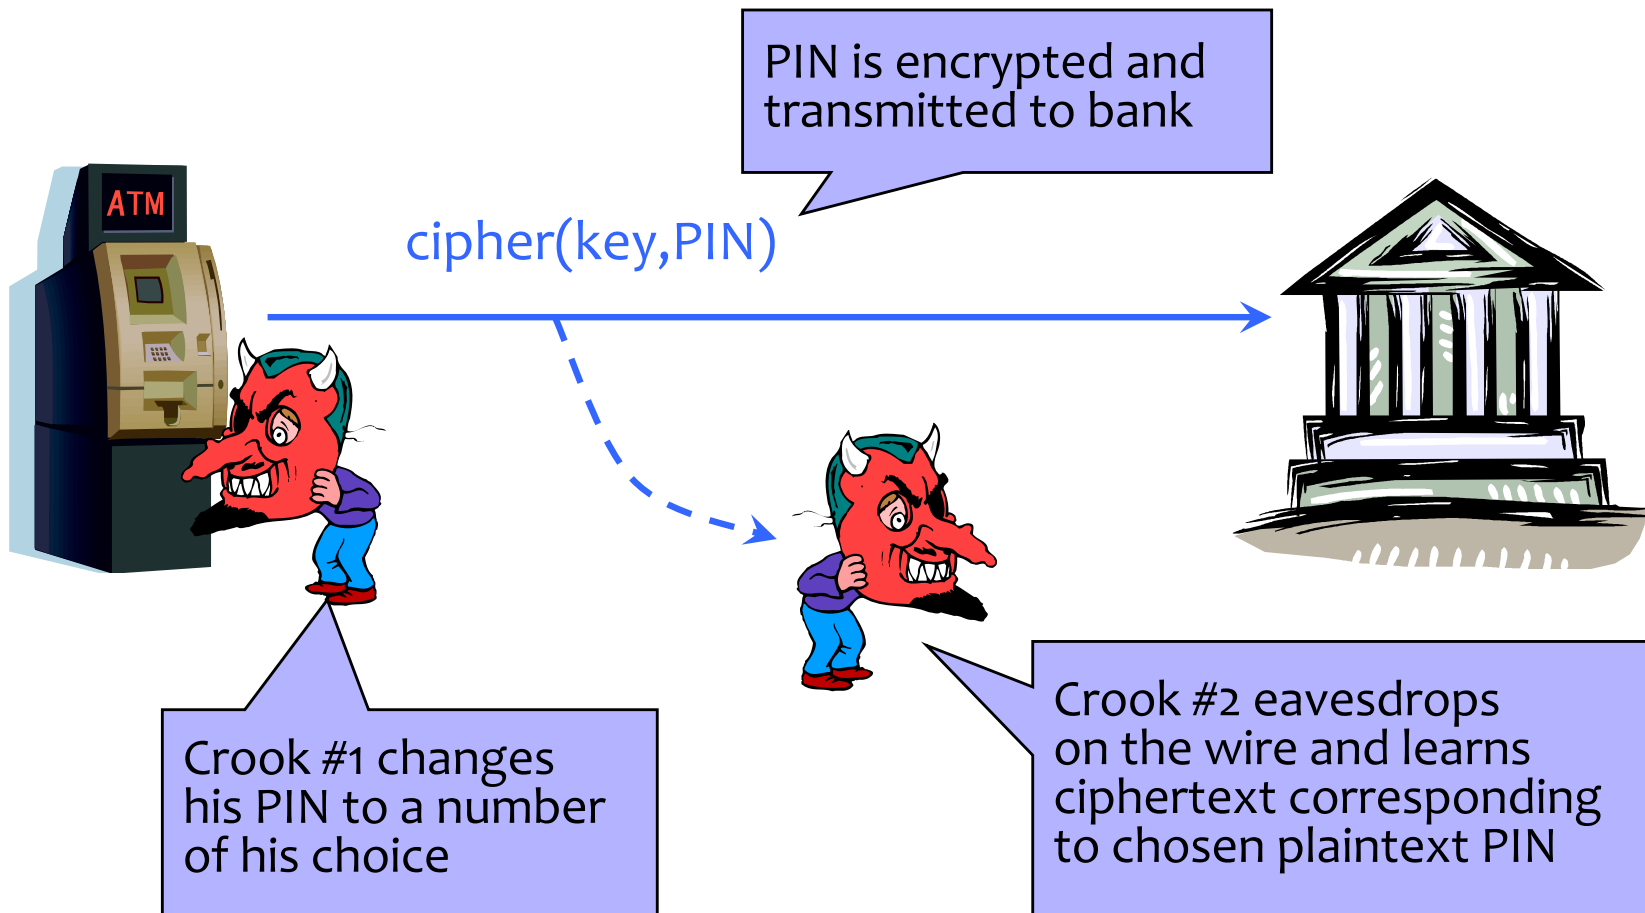 PIN is encrypted and
transmitted to bank
ATM
cipher(key,PIN)
Crook #1 changes
his PIN to a number
of his choice
Crook #2 eavesdrops
on the wire and learns
ciphertext corresponding
to chosen plaintext PIN